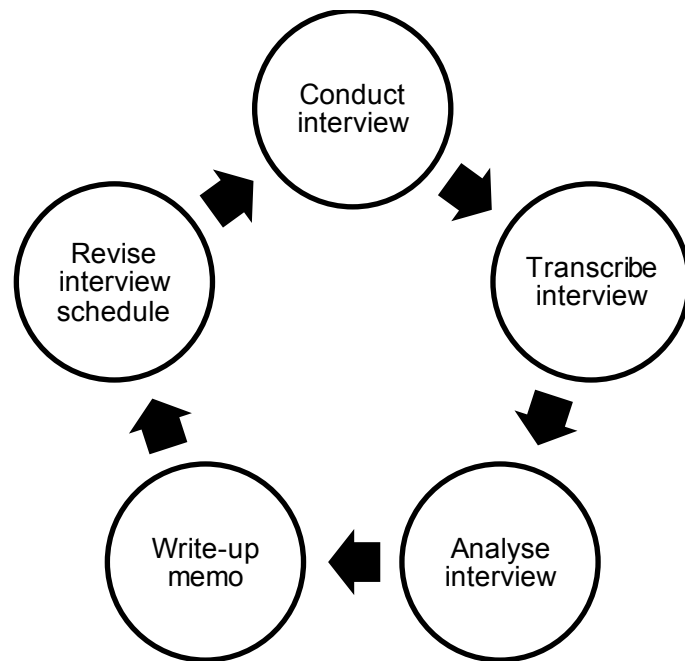 Conduct
interview
Transcribe
interview
Analyse
interview
Write-up
memo
Revise
interview
schedule